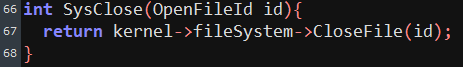 66 int SysClose(OpenFileId id){
67   return kernel->fileSystem->CloseFile(id);
68 }